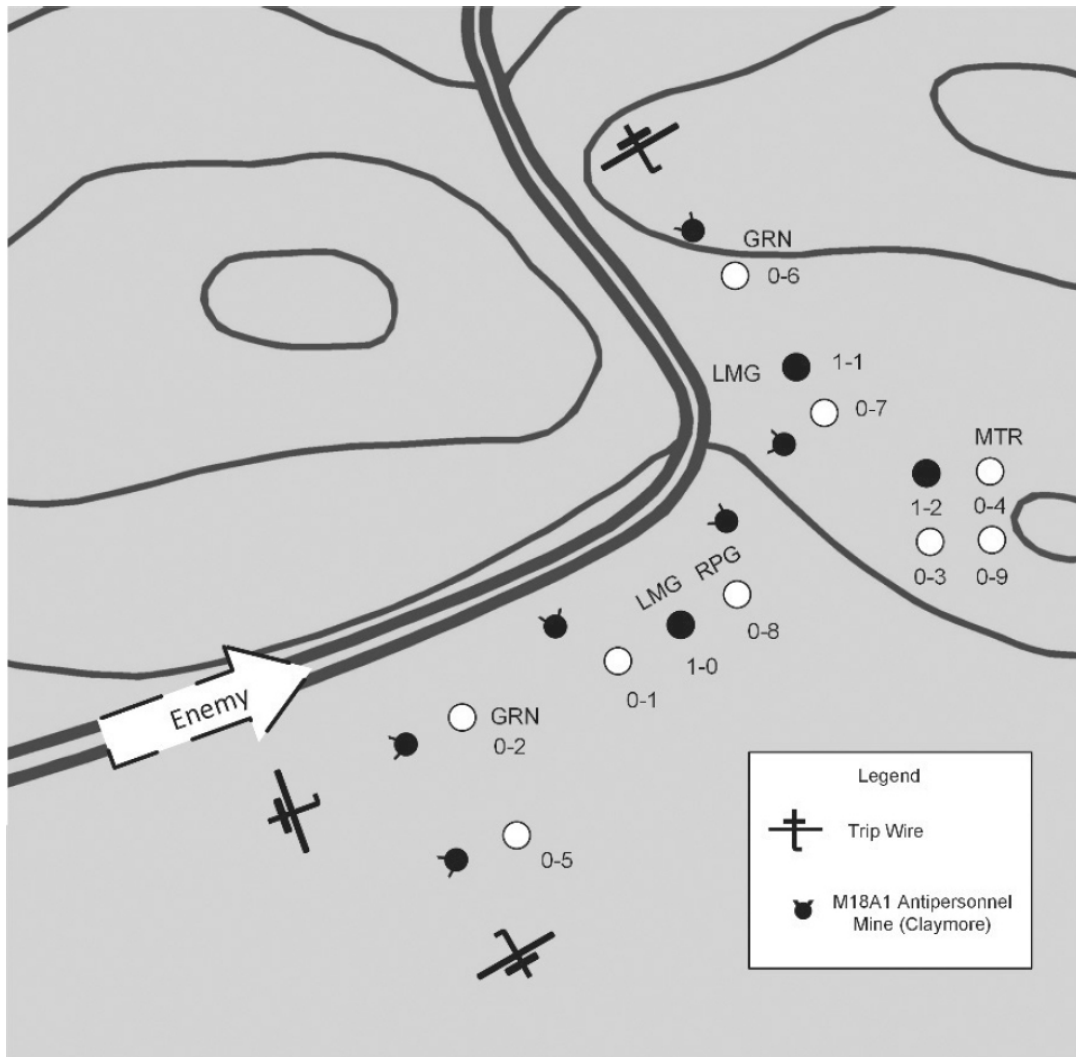 GRN
0-6
LMG
1-1
0-7
MTR
1-2
0-4
0-3
0-9
LMG RPG
0-8
1-0
0-1
Enemy
GRN
0-2
0-5
Legend
Trip Wire
M18A1 Antipersonnel
Mine (Claymore)